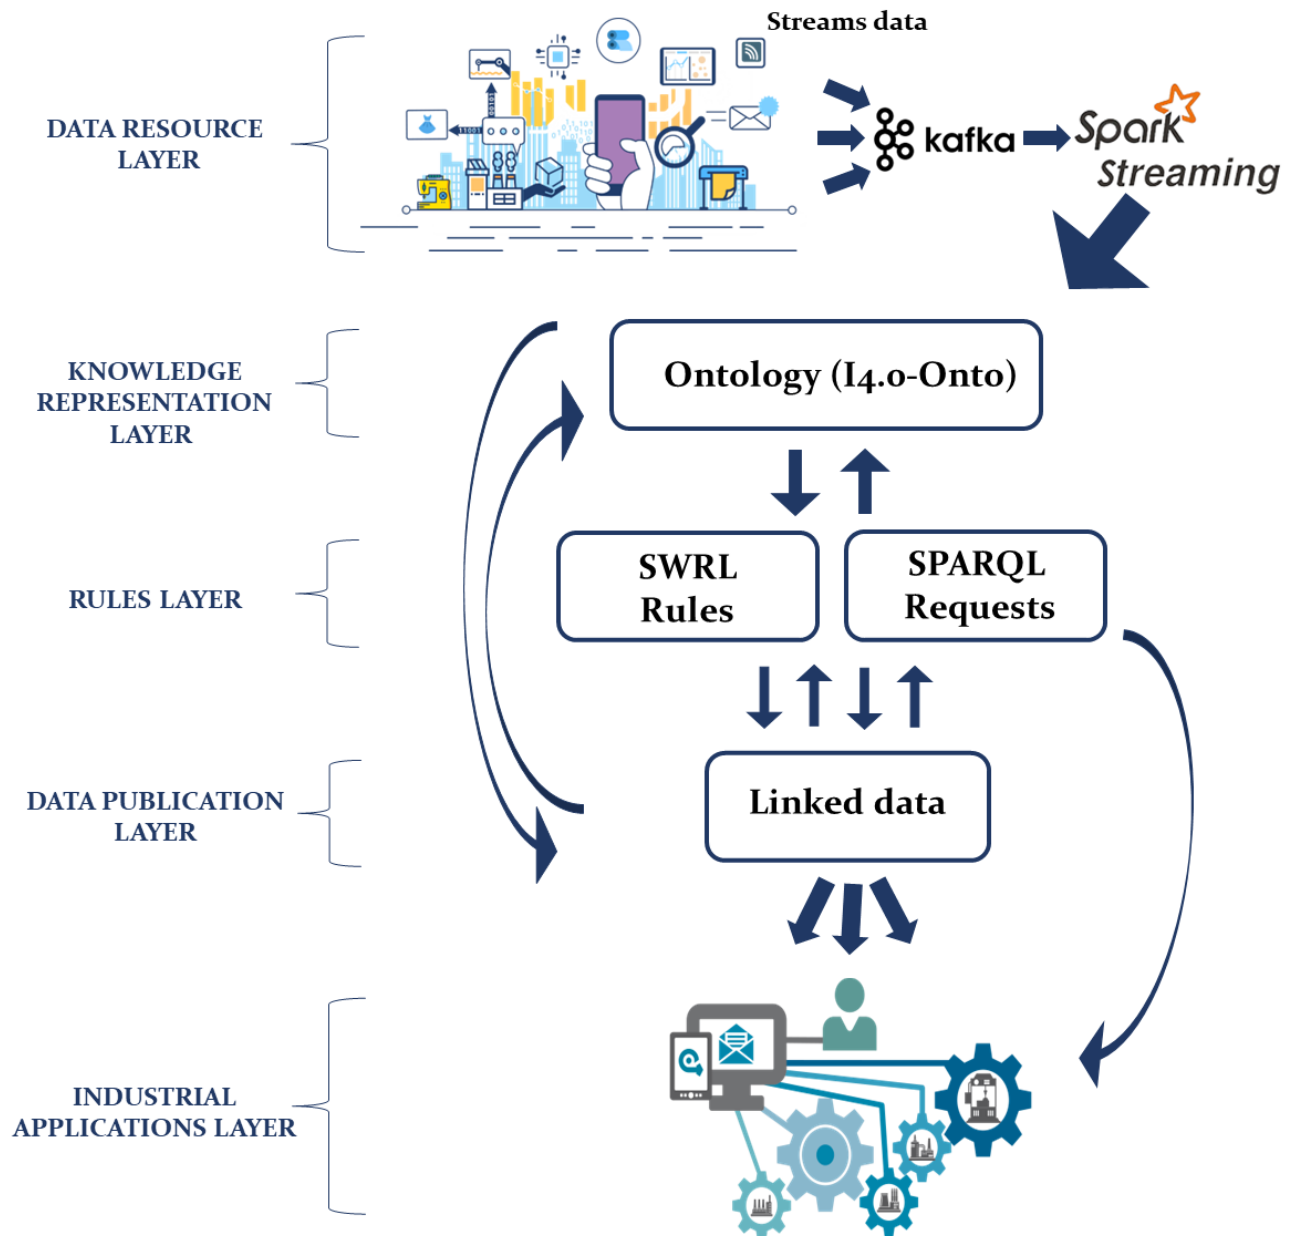 Streams data
DATA RESOURCE
LAYER
kafka
Spark
Streaming
KNOWLEDGE
REPRESENTATION
LAYER
Ontology (I4.0-Onto)
RULES LAYER
SWRL
Rules
SPARQL
Requests
DATA PUBLICATION
LAYER
Linked data
INDUSTRIAL
APPLICATIONS LAYER